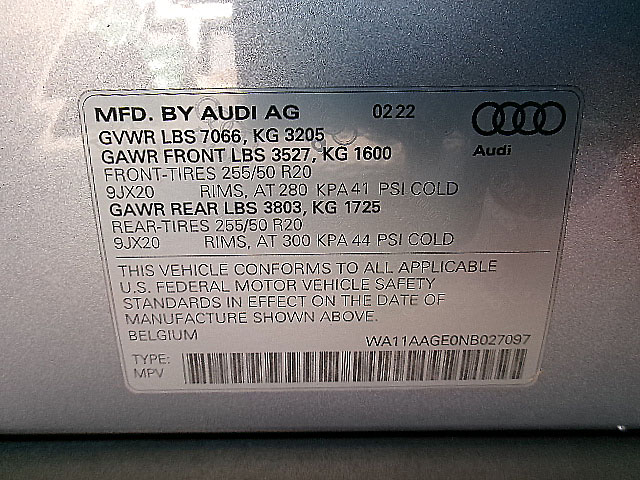 MFD. BY AUDI AG 02 22
GVWR LBS 7066, KG 3205
GAWR FRONT LBS 3527, KG 1600
Audi
FRONT-TIRES 255/50 R20
9JX20 RIMS, AT 280 KPA 41 PSI COLD
GAWR REAR LBS 3803, KG 1725
REAR-TIRES 255/50 R20
9JX20 RIMS, AT 300 KPA 44 PSI COLD
THIS VEHICLE CONFORMS TO ALL APPLICABLE
U.S. FEDERAL MOTOR VEHICLE SAFETY
STANDARDS IN EFFECT ON THE DATE OF
MANUFACTURE SHOWN ABOVE.
BELGIUM WA11AAGE0NB027097
TYPE:
MPV